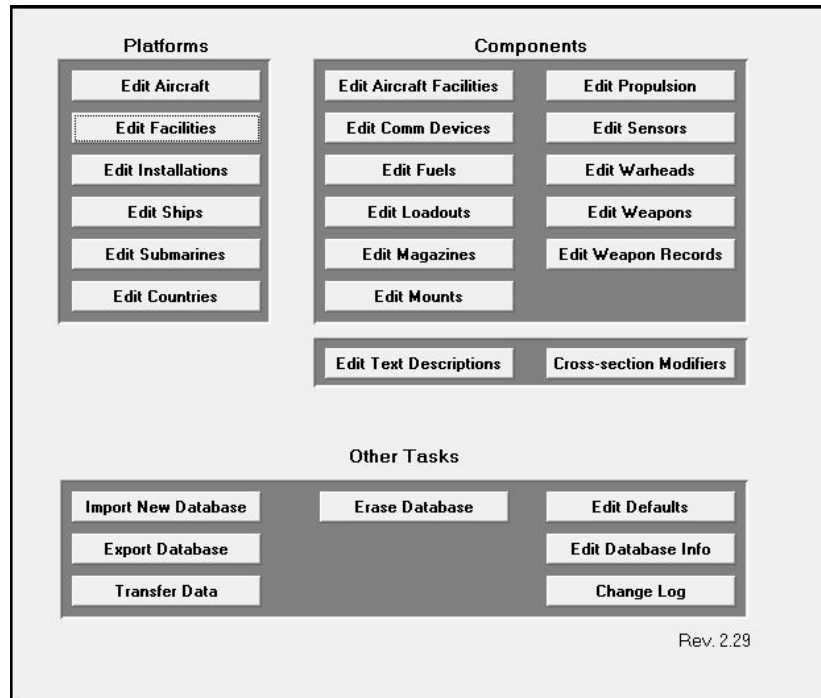 Platforms
Edit Aircraft
Edit Facilities
Edit Installations
Edit Ships
Edit Submarines
Edit Countries
Components
Edit Aircraft Facilities
Edit Comm Devices
Edit Fuels
Edit Loadouts
Edit Magazines
Edit Mounts
Edit Propulsion
Edit Sensors
Edit Warheads
Edit Weapons
Edit Weapon Records
Edit Text Descriptions
Cross-section Modifiers
Other Tasks
Import New Database
Export Database
Transfer Data
Erase Database
Edit Defaults
Edit Database Info
Change Log
Rev. 2.29